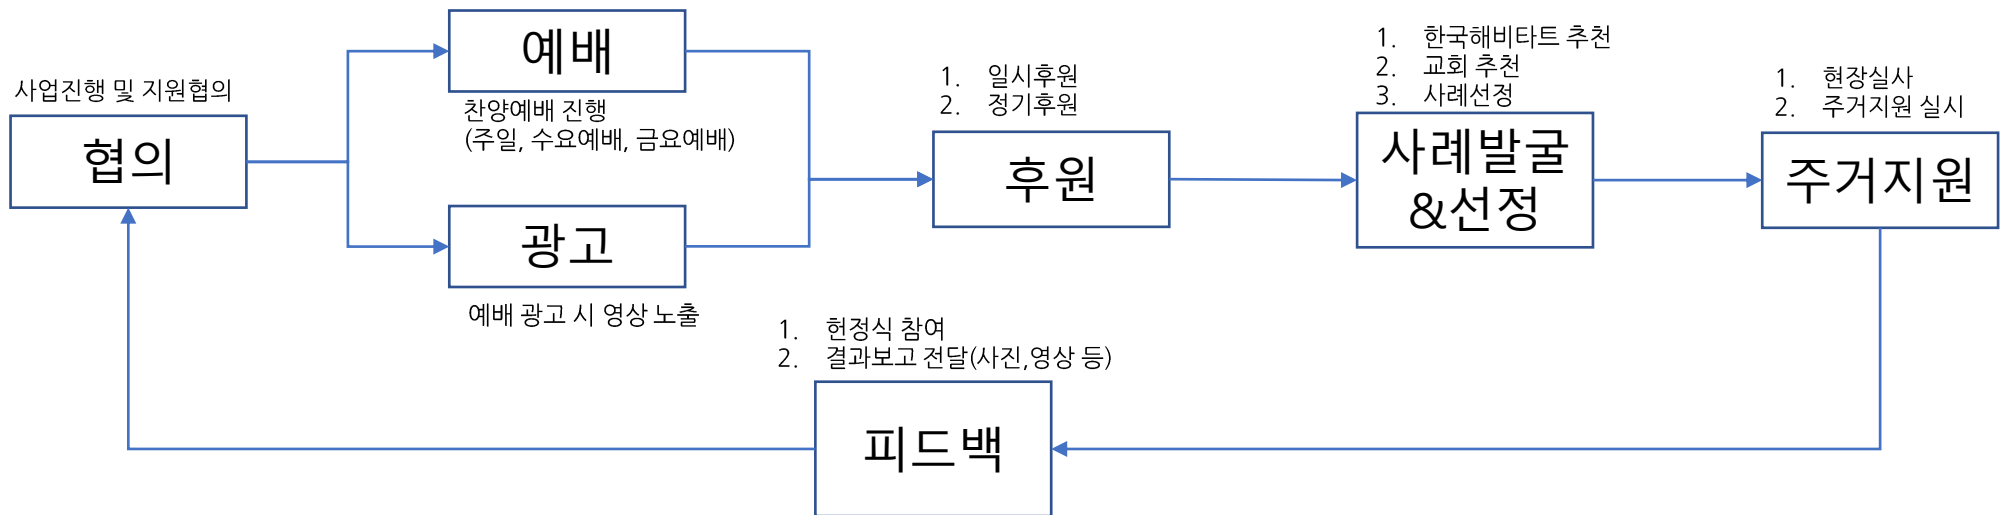 사업진행 및 지원협의
협의
예배
찬양예배 진행
(주일, 수요예배, 금요예배)
광고
예배 광고 시 영상 노출
1. 일시후원
2. 정기후원
후원
1. 한국해비타트 추천
2. 교회 추천
3. 사례선정
사례발굴
&선정
1. 현장실사
2. 주거지원 실시
주거지원
1. 헌정식 참여
2. 결과보고 전달(사진,영상 등)
피드백